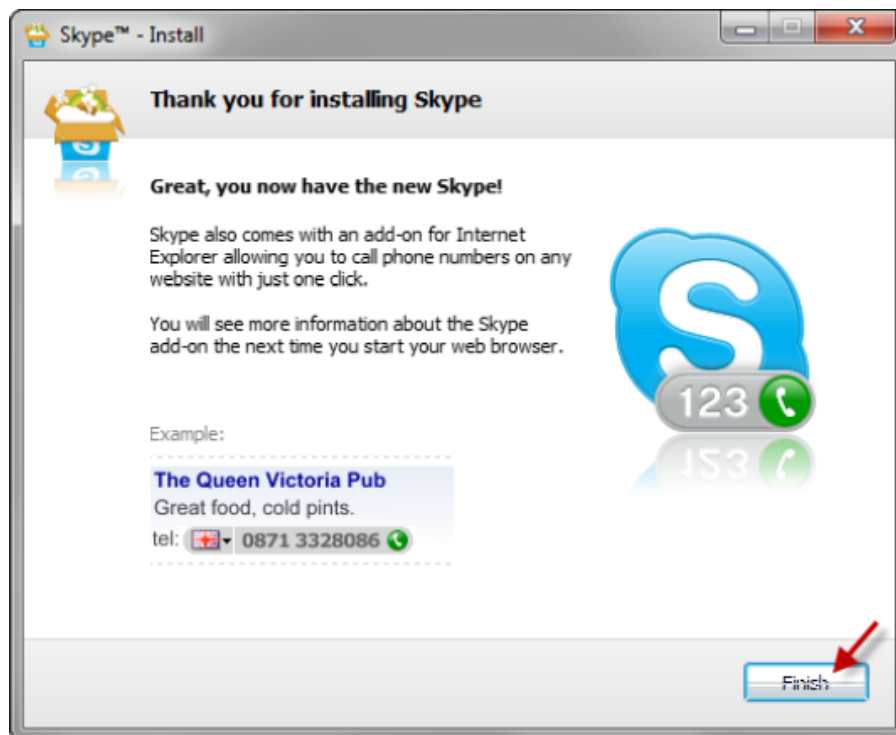 Skype™ - Install
Thank you for installing Skype
Great, you now have the new Skype!
Skype also comes with an add-on for Internet
Explorer allowing you to call phone numbers on any
website with just one click.
You will see more information about the Skype
add-on the next time you start your web browser.
123
Example:
The Queen Victoria Pub
Great food, cold pints.
tel: 0871 3328086
Finish